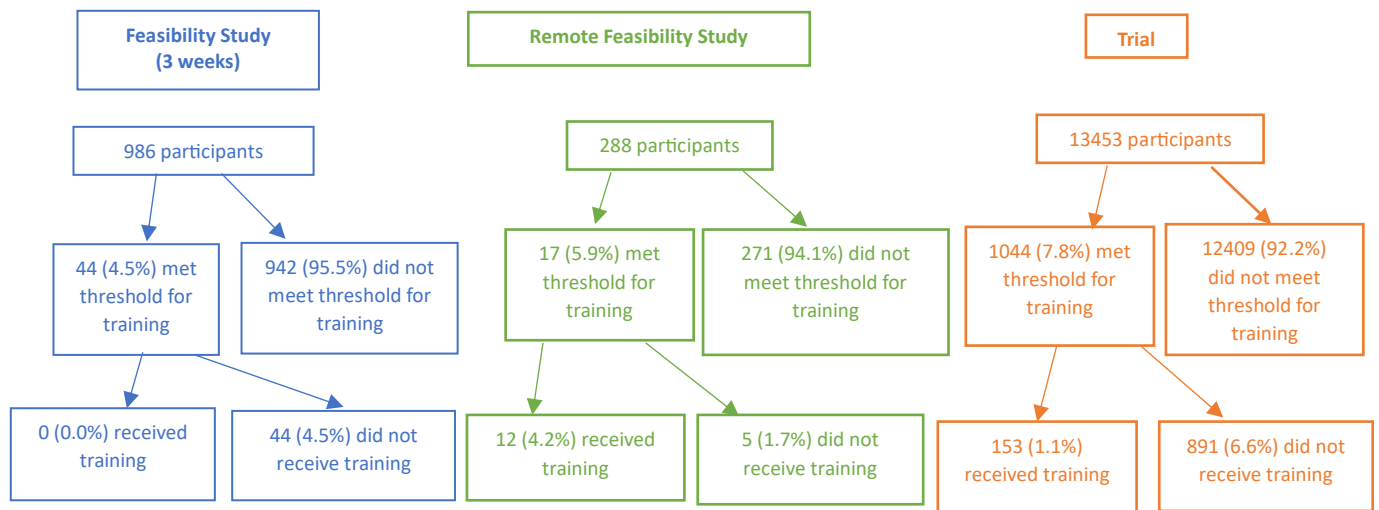 Feasibility Study
(3 weeks)
Remote Feasibility Study
Trial
986 participants
288 participants
13453 participants
44 (4.5%) met
threshold for
training
942 (95.5%) did not
meet threshold for
training
17 (5.9%) met
threshold for
training
271 (94.1%) did not
meet threshold for
training
1044 (7.8%) met
threshold for
training
12409 (92.2%)
did not meet
threshold for
training
0 (0.0%) received
training
44 (4.5%) did not
receive training
12 (4.2%) received
training
5 (1.7%) did not
receive training
153 (1.1%)
received training
891 (6.6%) did not
receive training